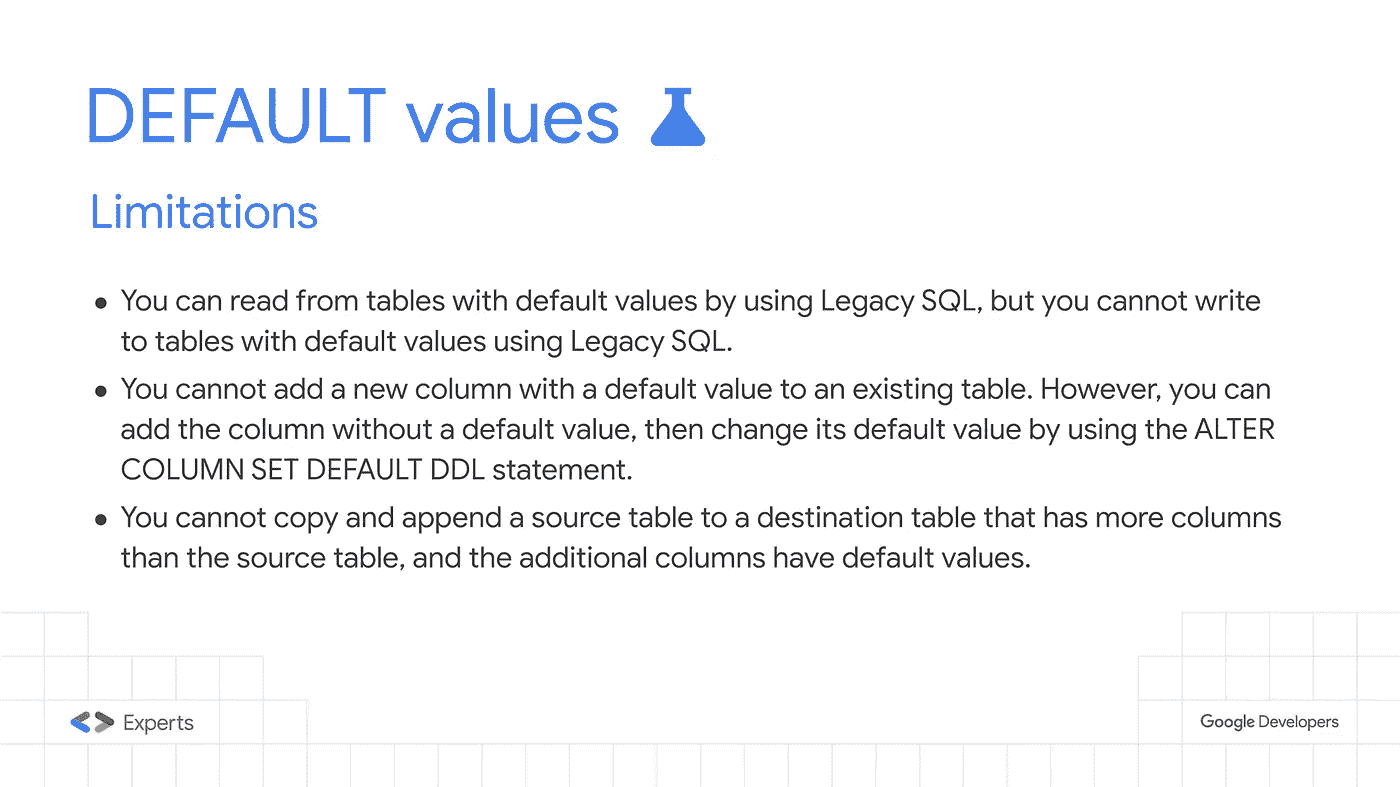 DEFAULT values
Limitations
● You can read from tables with default values by using Legacy SQL, but you cannot write
to tables with default values using Legacy SQL.
● You cannot add a new column with a default value to an existing table. However, you can
add the column without a default value, then change its default value by using the ALTER
COLUMN SET DEFAULT DDL statement.
● You cannot copy and append a source table to a destination table that has more columns
than the source table, and the additional columns have default values.
Experts
Google Developers